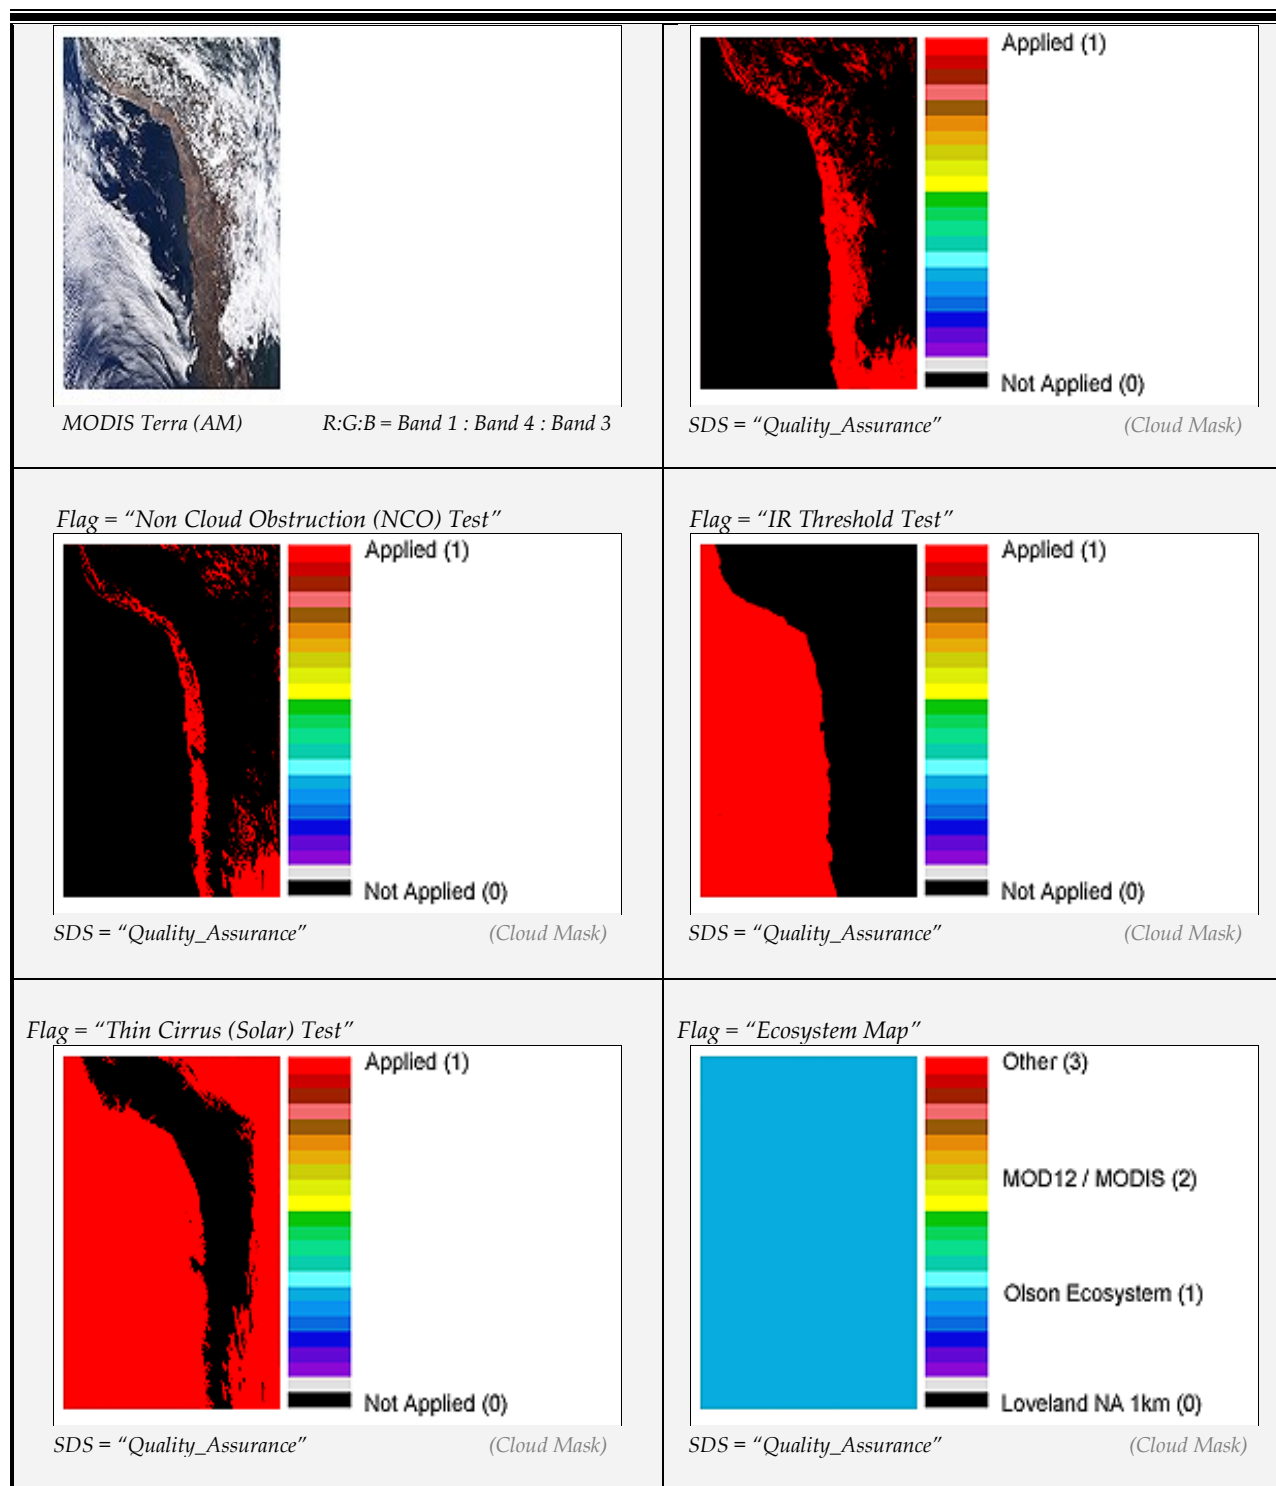 Applied (1)
Not Applied (0)
MODIS Terra (AM) R:G:B = Band 1 : Band 4 : Band 3
SDS = “Quality_Assurance” (Cloud Mask)
Flag = “Non Cloud Obstruction (NCO) Test”
Applied (1)
Not Applied (0)
SDS = “Quality_Assurance” (Cloud Mask)
Flag = “IR Threshold Test”
Applied (1)
Not Applied (0)
SDS = “Quality_Assurance” (Cloud Mask)
Flag = “Thin Cirrus (Solar) Test”
Applied (1)
Not Applied (0)
SDS = “Quality_Assurance” (Cloud Mask)
Flag = “Ecosystem Map”
Other (3)
MOD12 / MODIS (2)
Olson Ecosystem (1)
Loveland NA 1km (0)
SDS = “Quality_Assurance” (Cloud Mask)